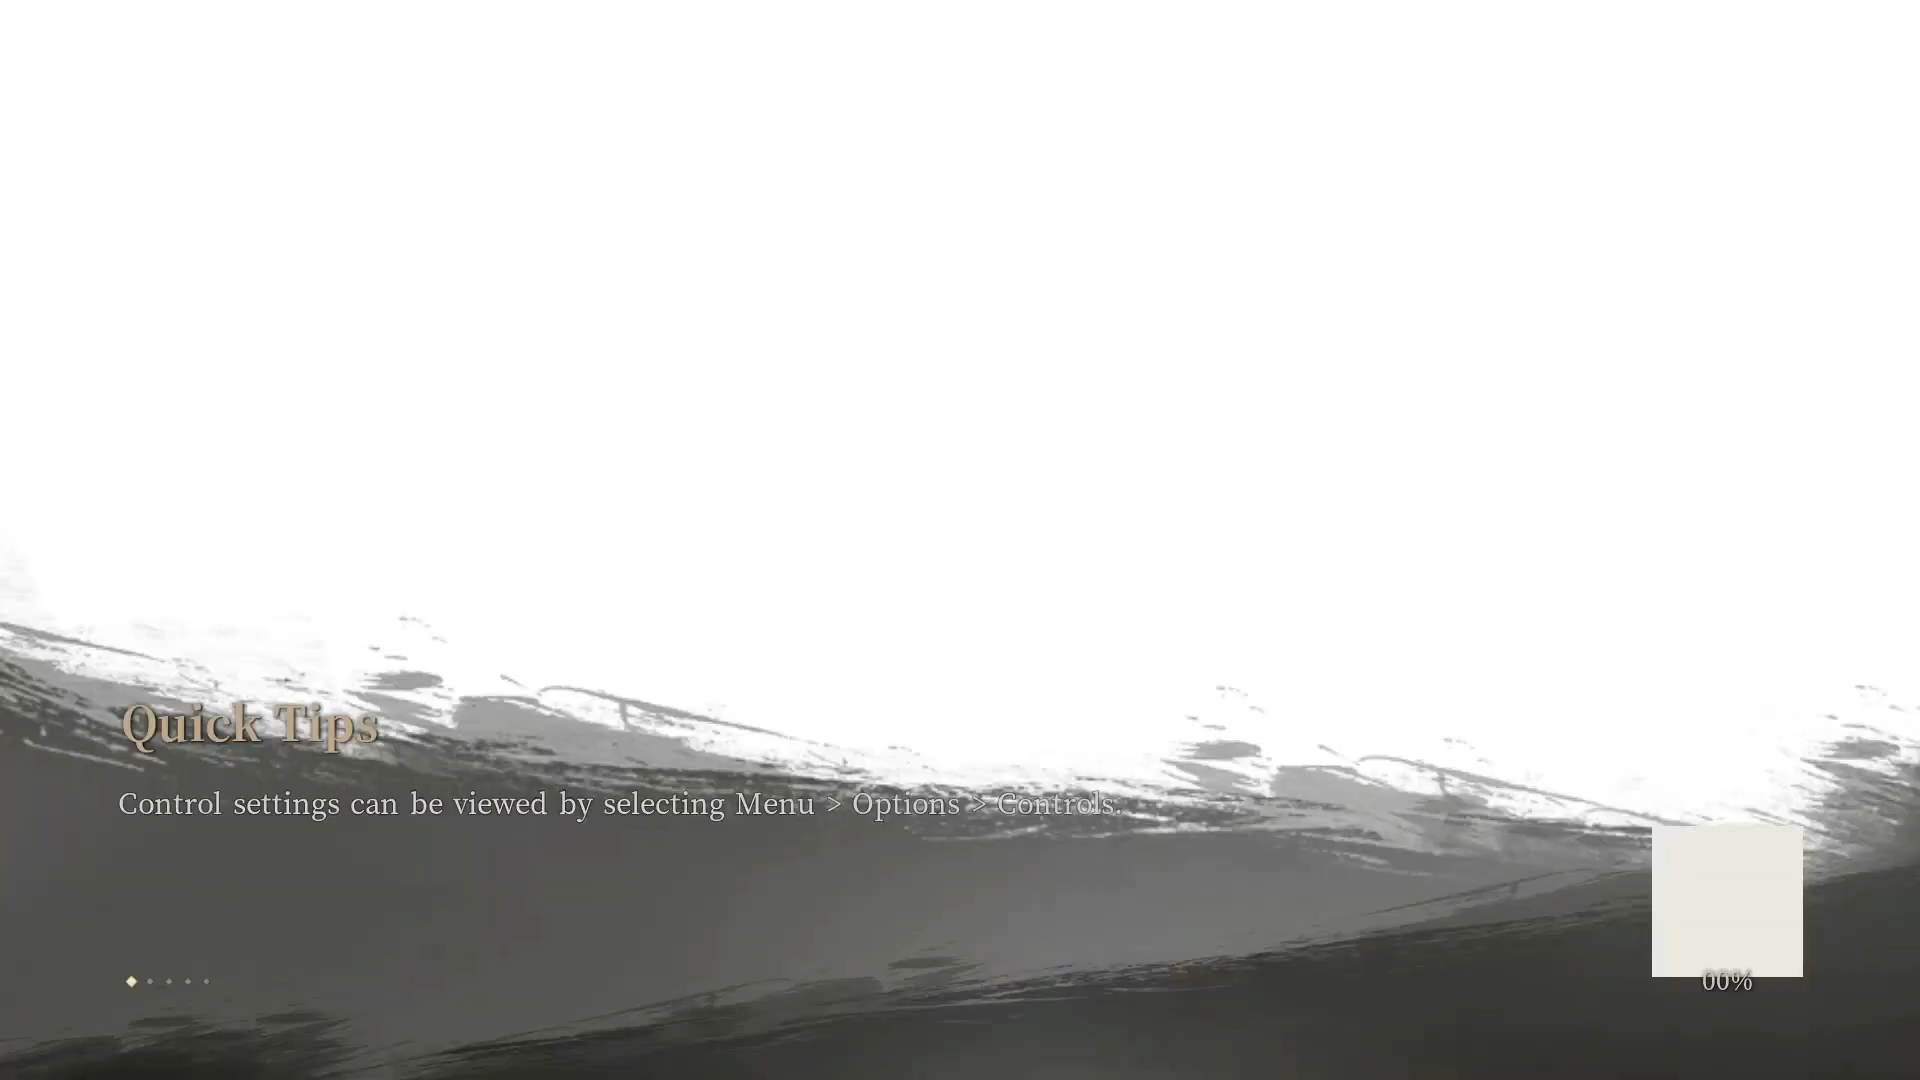 Quick Tips
Control settings can be viewed by selecting Menu > Options > Controls.
00%